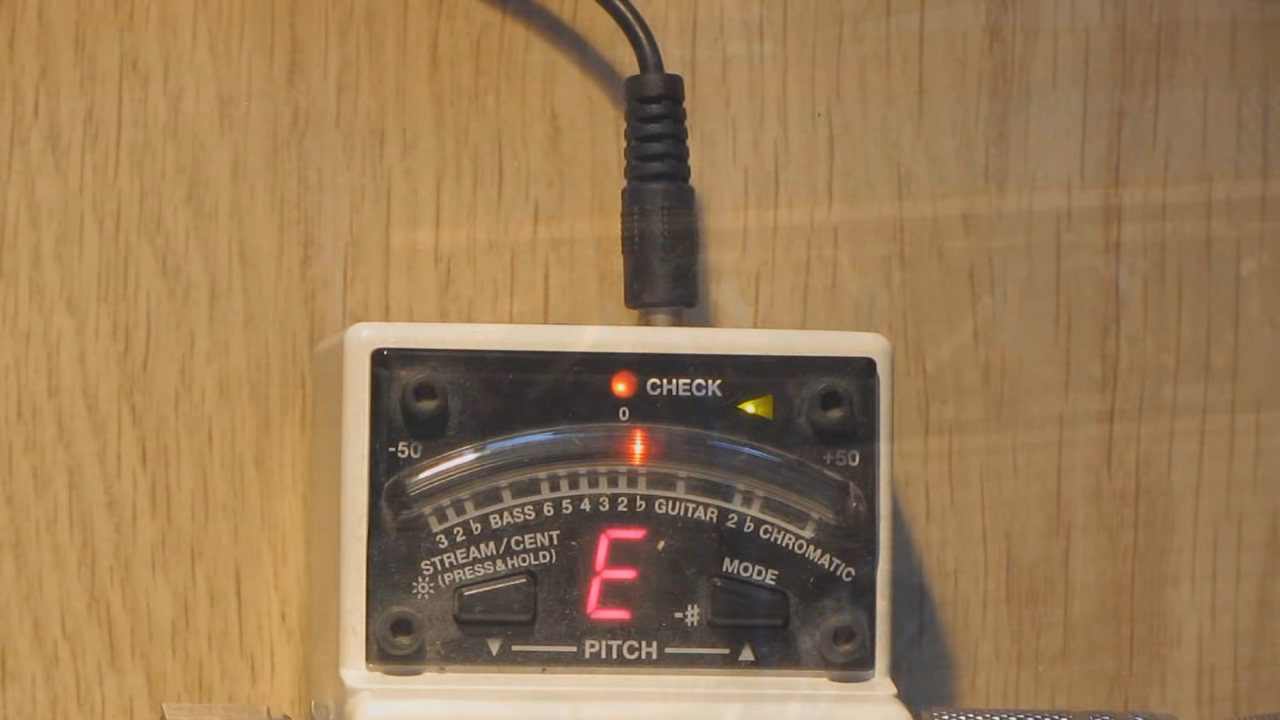 CHECK
0
-50
+50
3 2 ♭ BASS 6 5 4 3 2 ♭ GUITAR 2 ♭ CHROMATIC
STREAM/CENT
(PRESS&HOLD)
E
MODE
-#
▼ PITCH ▲